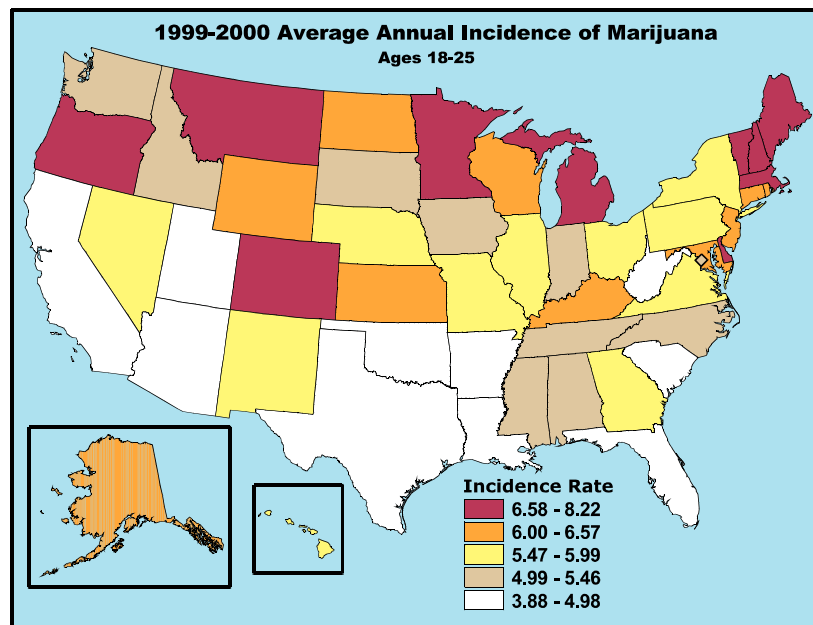 1999-2000 Average Annual Incidence of Marijuana
Ages 18-25
Incidence Rate
6.58 - 8.22
6.00 - 6.57
5.47 - 5.99
4.99 - 5.46
3.88 - 4.98